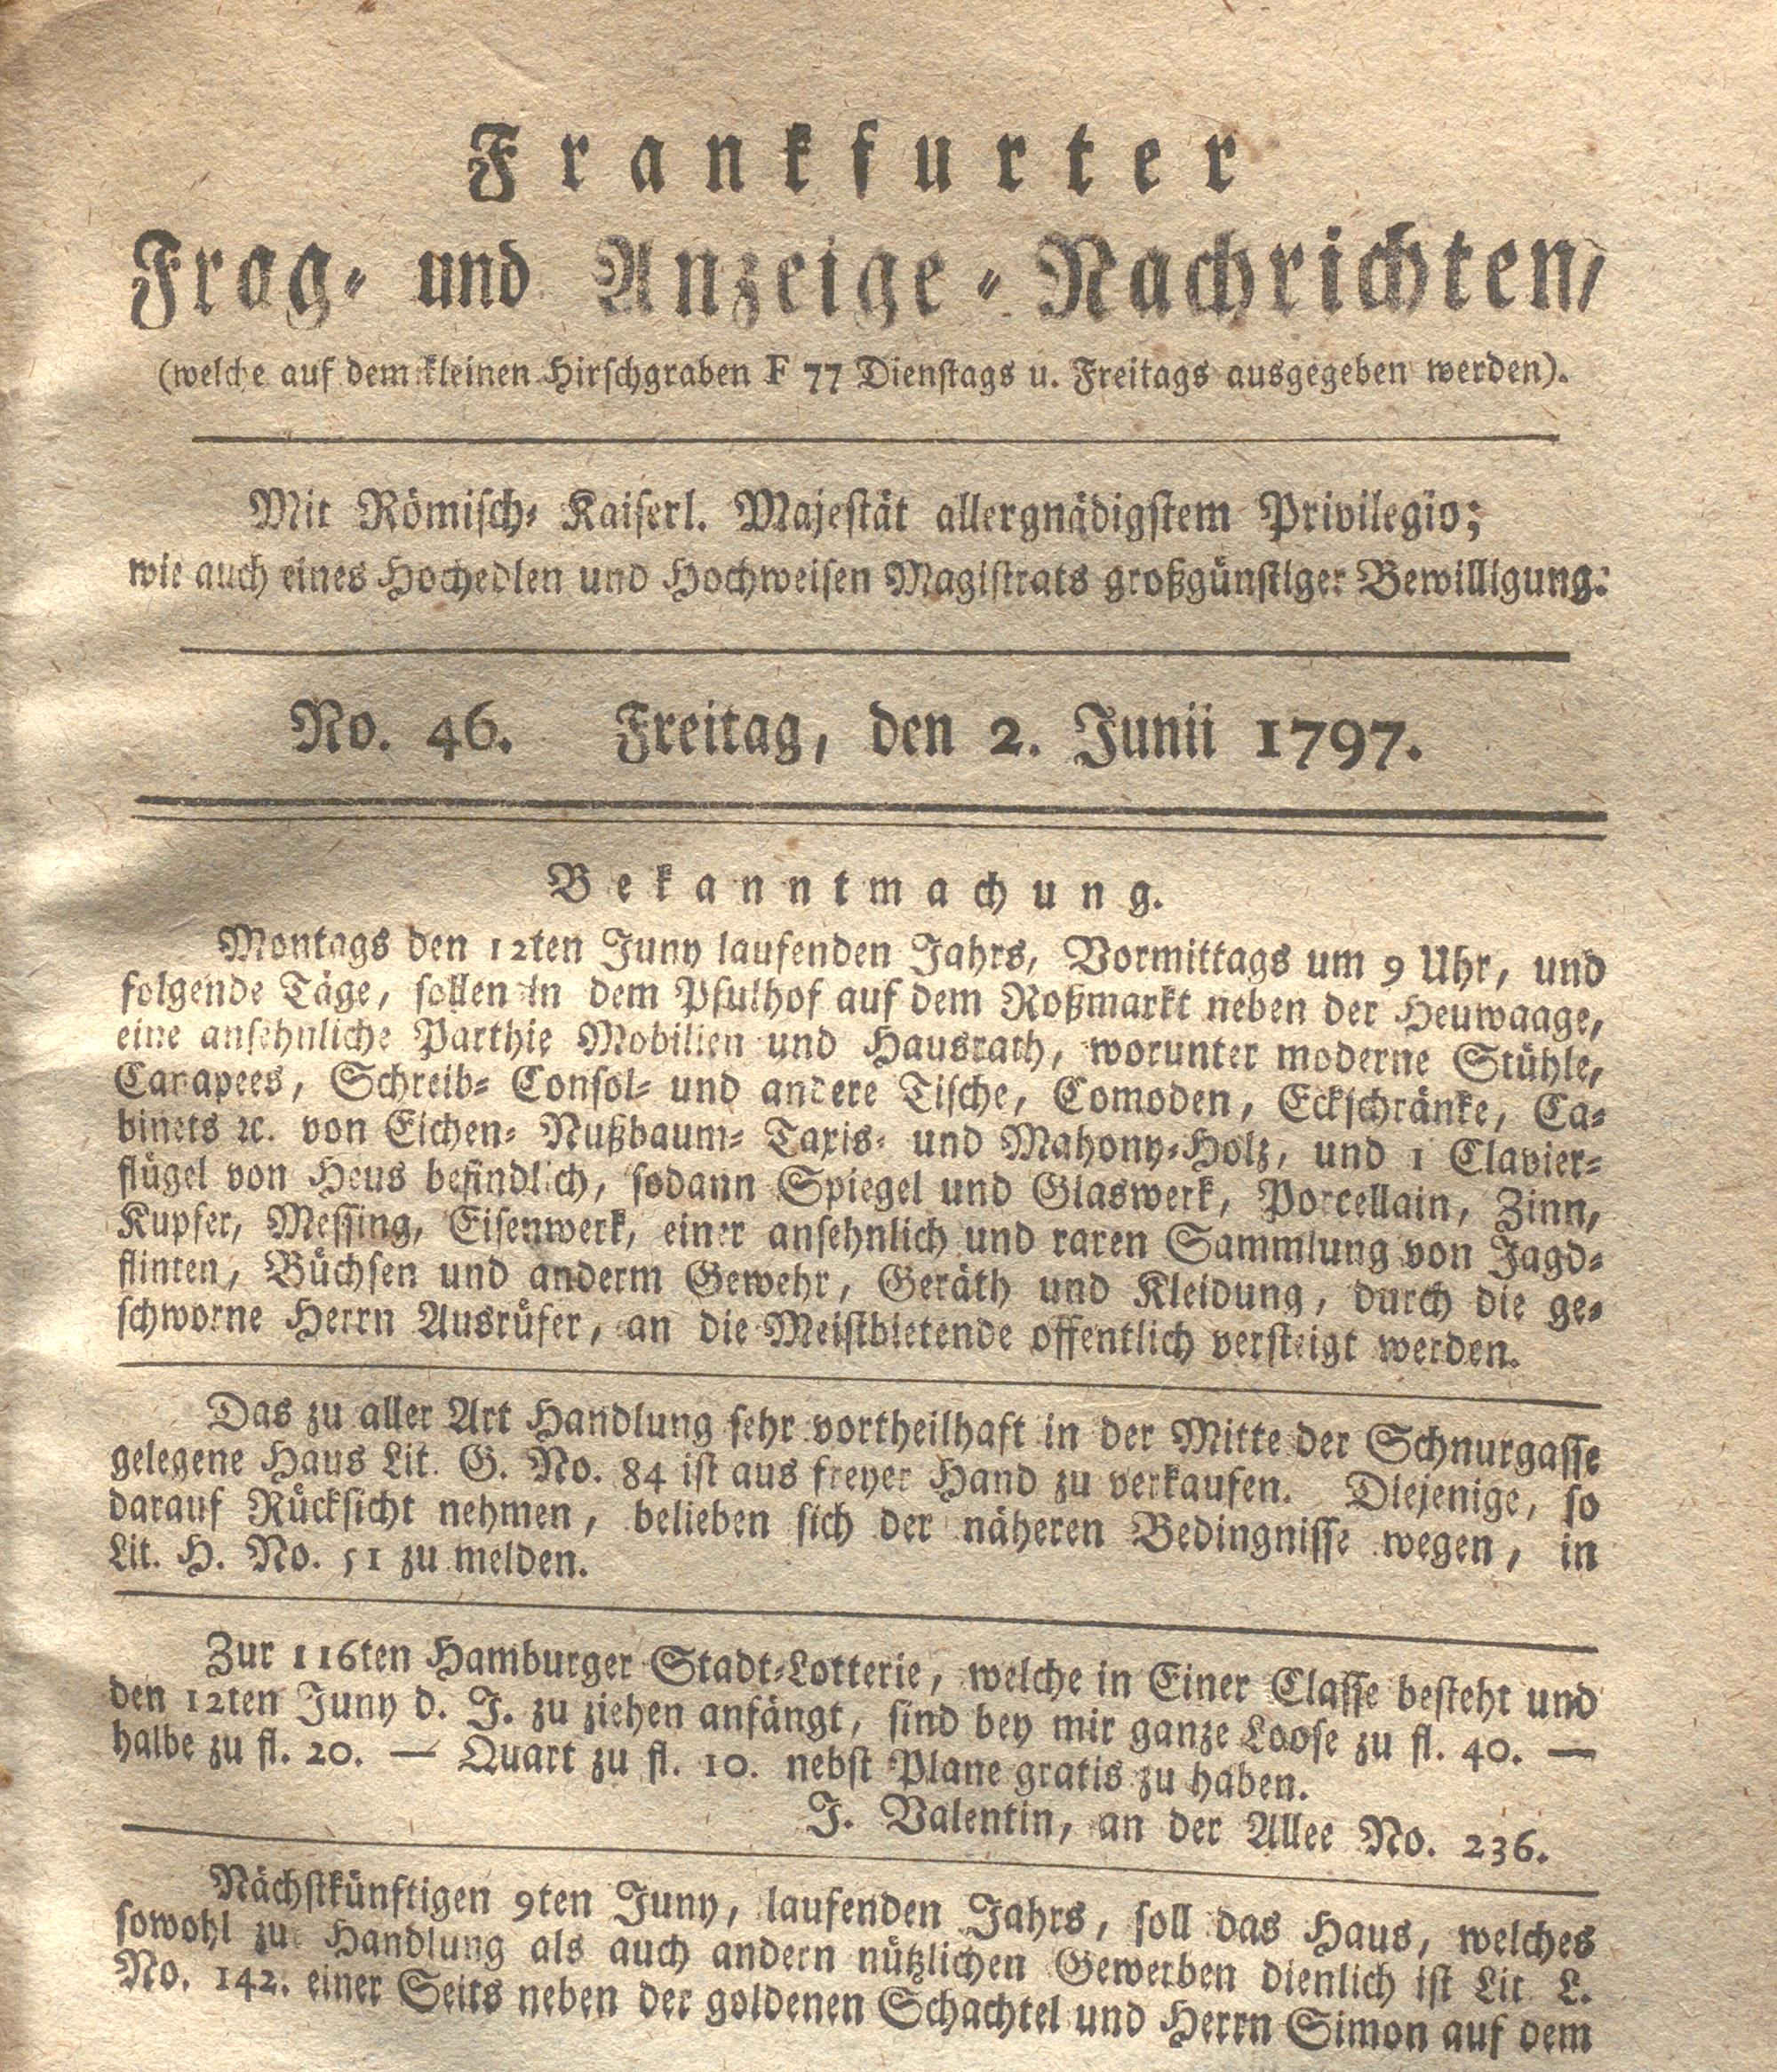 Frankfurter
Frag- und Anzeige-Nachrichten,
(welche auf dem kleinen Hirschgraben F 77 Dienstags u. Freitags ausgegeben werden).
Mit Römisch-Kaiserl. Majestät allergnädigstem Privilegio;
wie auch eines Hochedlen und Hochweisen Magistrats großgünstiger Bewilligung.
No. 46. Freitag, den 2. Junii 1797.
Bekanntmachung.
Montags den 12ten Juny laufenden Jahrs, Vormittags um 9 Uhr, und
folgende Täge, sollen in dem Pfulhof auf dem Roßmarkt neben der Heuwaage,
eine ansehnliche Parthie Mobilien und Hausrath, worunter moderne Stühle,
Canapees, Schreib- Consol- und andere Tische, Comoden, Eckschränke, Ca-
binets ꝛc. von Eichen- Nußbaum- Taxis- und Mahony-Holz, und 1 Clavier-
flügel von Heus befindlich, sodann Spiegel und Glaswerk, Porcellain, Zinn,
Kupfer, Messing, Eisenwerk, einer ansehnlich und raren Sammlung von Jagd-
flinten, Büchsen und anderm Gewehr, Geräth und Kleidung, durch die ge-
schworne Herrn Ausrüfer, an die Meistbietende offentlich versteigt werden.
Das zu aller Art Handlung sehr vortheilhaft in der Mitte der Schnurgasse
gelegene Haus Lit. G. No. 84 ist aus freyer Hand zu verkaufen. Diejenige, so
darauf Rücksicht nehmen, belieben sich der näheren Bedingnisse wegen, in
Lit. H. No. 51 zu melden.
Zur 116ten Hamburger Stadt-Lotterie, welche in Einer Classe besteht und
den 12ten Juny d. J. zu ziehen anfängt, sind bey mir ganze Loose zu fl. 40. —
halbe zu fl. 20. — Quart zu fl. 10. nebst Plane gratis zu haben.
J. Valentin, an der Allee No. 236.
Nächstkünftigen 9ten Juny, laufenden Jahrs, soll das Haus, welches
sowohl zu Handlung als auch andern nützlichen Gewerben dienlich ist Lit. L.
No. 142. einer Seits neben der goldenen Schachtel und Herrn Simon auf dem